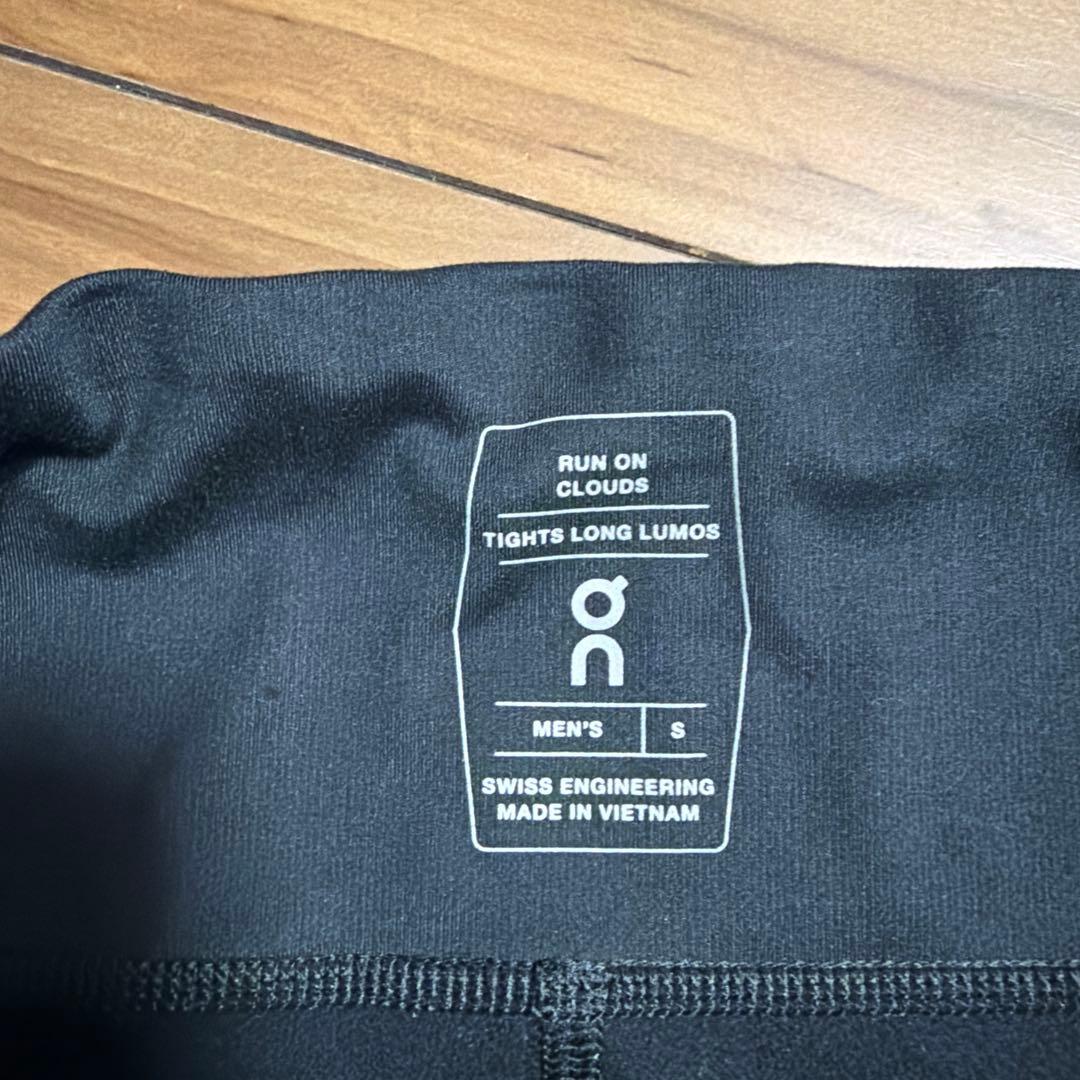 RUN ON
CLOUDS
TIGHTS LONG LUMOS
On
MEN'S S
SWISS ENGINEERING
MADE IN VIETNAM